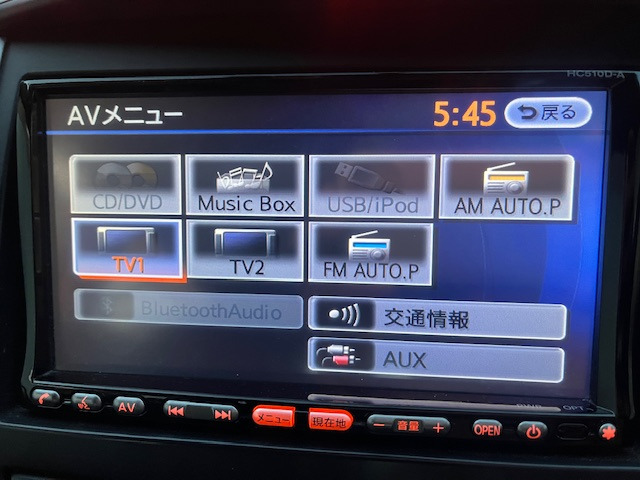 HC510D-A
AVメニュー 5:45 戻る
CD/DVD Music Box USB/iPod AM AUTO.P
TV1 TV2 FM AUTO.P
BluetoothAudio 交通情報
AUX
PWR OPT
AV メニュー 現在地 － 音量 ＋ OPEN